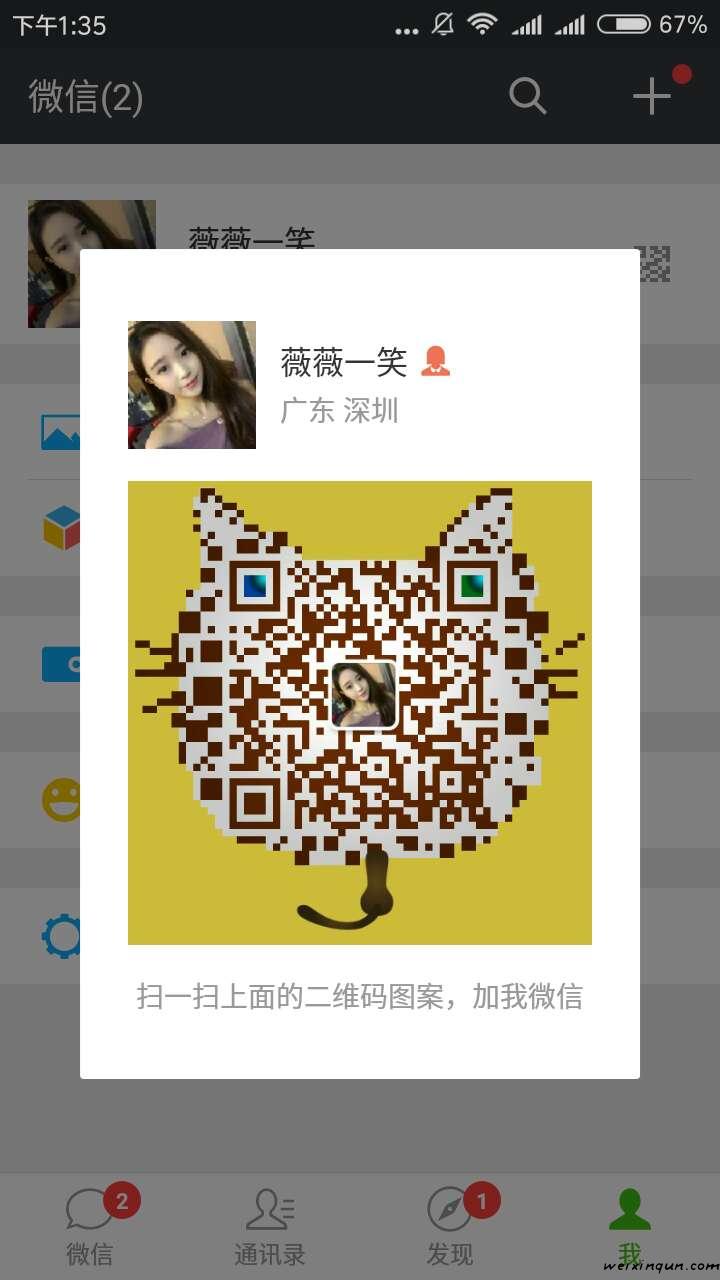 下午1:35
... 67%
微信(2)
薇薇一笑
薇薇一笑
广东 深圳
扫一扫上面的二维码图案，加我微信
2
1
微信
通讯录
发现
我
weixinqun.com